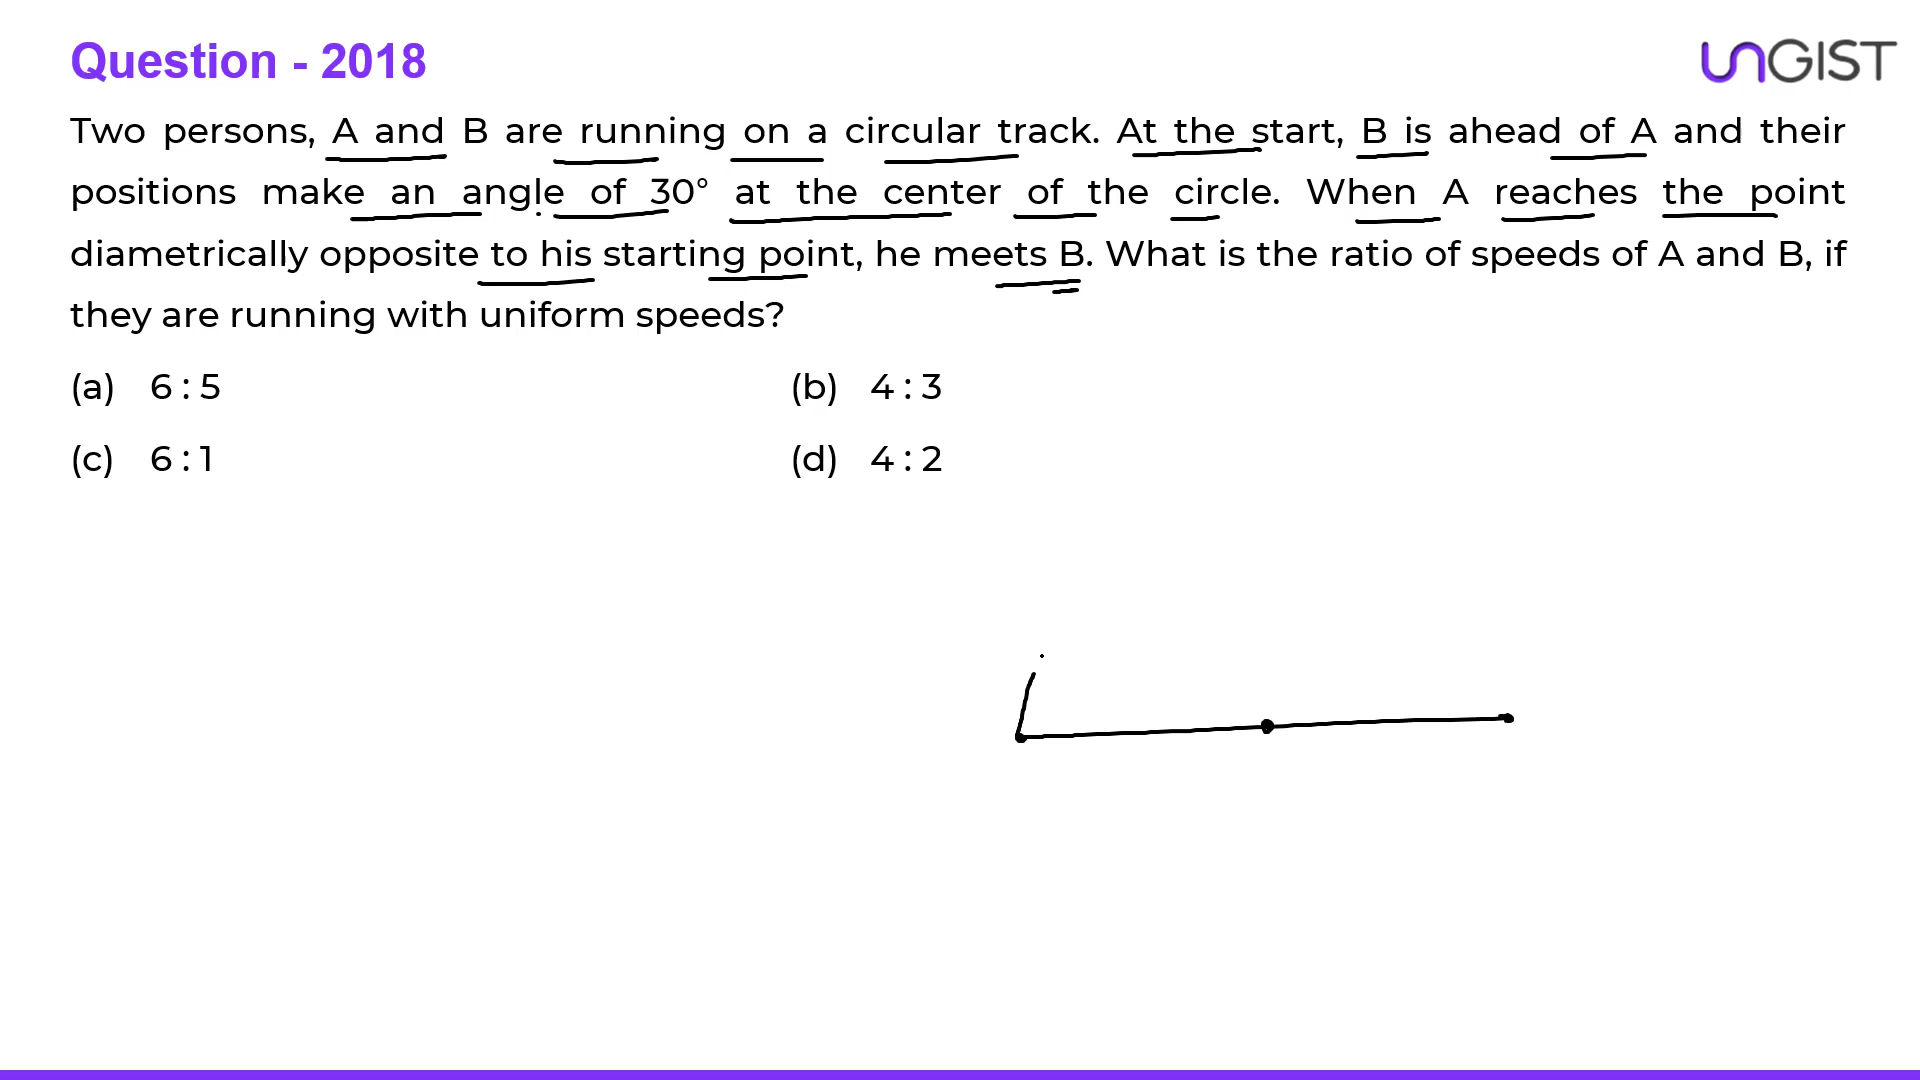 Question - 2018
UNGIST
Two persons, A and B are running on a circular track. At the start, B is ahead of A and their
positions make an angle of 30° at the center of the circle. When A reaches the point
diametrically opposite to his starting point, he meets B. What is the ratio of speeds of A and B, if
they are running with uniform speeds?
(a) 6 : 5 (b) 4 : 3
(c) 6 : 1 (d) 4 : 2